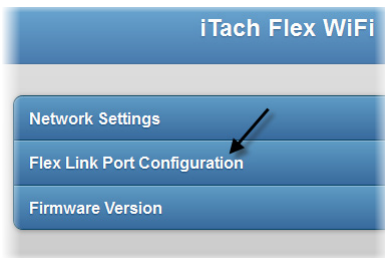 iTach Flex WiFi
Network Settings
Flex Link Port Configuration
Firmware Version